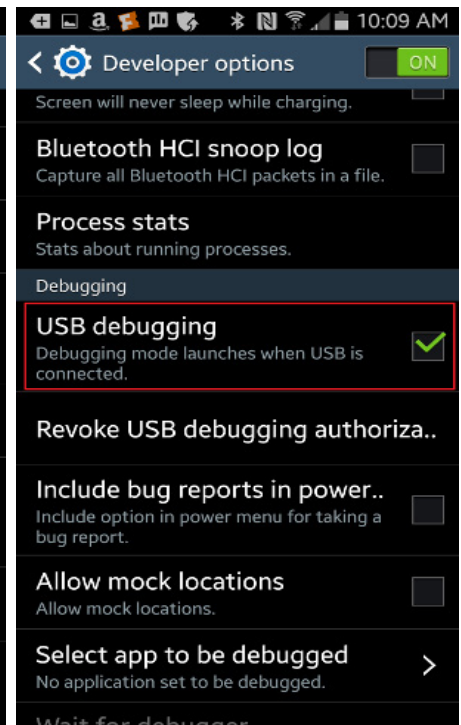 10:09 AM
Developer options
ON
Screen will never sleep while charging.
Bluetooth HCI snoop log
Capture all Bluetooth HCI packets in a file.
Process stats
Stats about running processes.
Debugging
USB debugging
Debugging mode launches when USB is
connected.
Revoke USB debugging authoriza..
Include bug reports in power..
Include option in power menu for taking a
bug report.
Allow mock locations
Allow mock locations.
Select app to be debugged
No application set to be debugged.
Wait for debugger